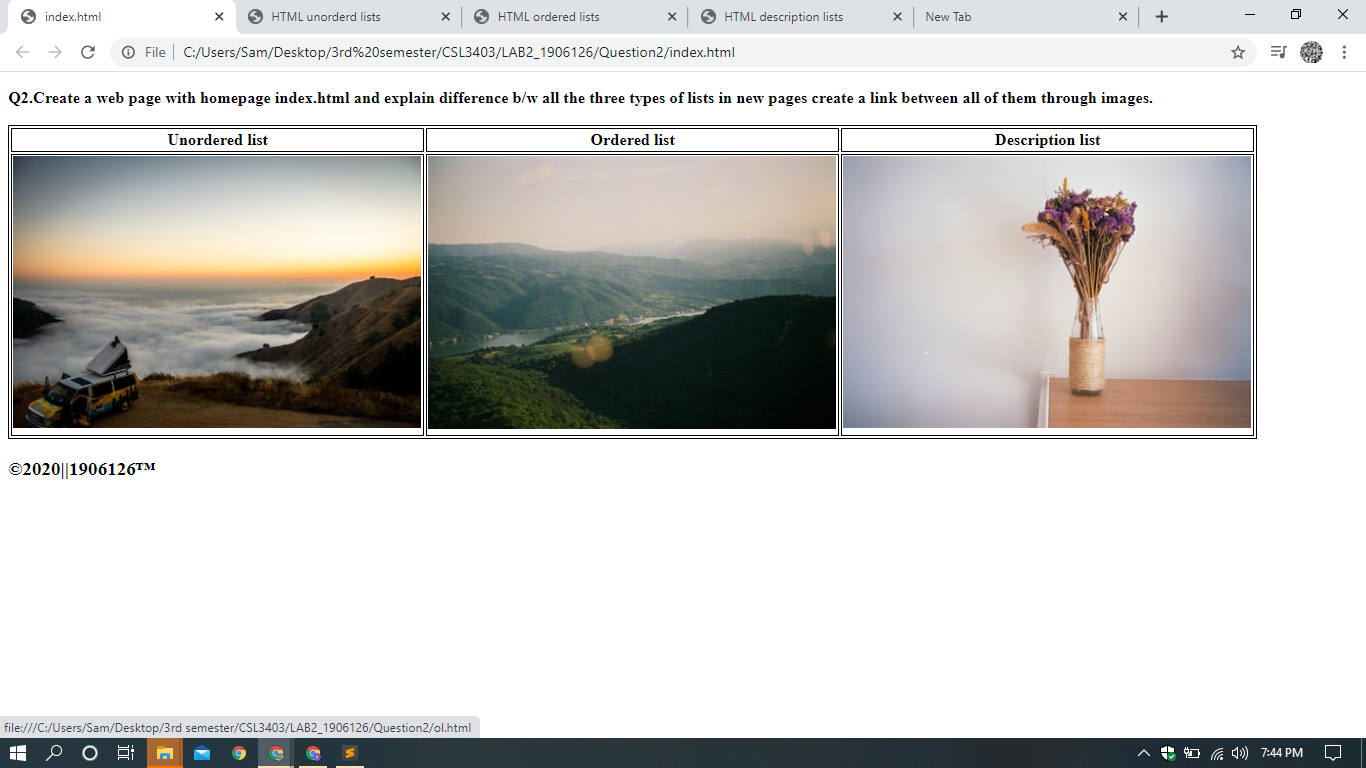 index.html
HTML unorderd lists
HTML ordered lists
HTML description lists
New Tab
File
C:/Users/Sam/Desktop/3rd%20semester/CSL3403/LAB2_1906126/Question2/index.html
Q2.Create a web page with homepage index.html and explain difference b/w all the three types of lists in new pages create a link between all of them through images.
Unordered list
Ordered list
Description list
©2020||1906126™
file:///C:/Users/Sam/Desktop/3rd semester/CSL3403/LAB2_1906126/Question2/ol.html
7:44 PM